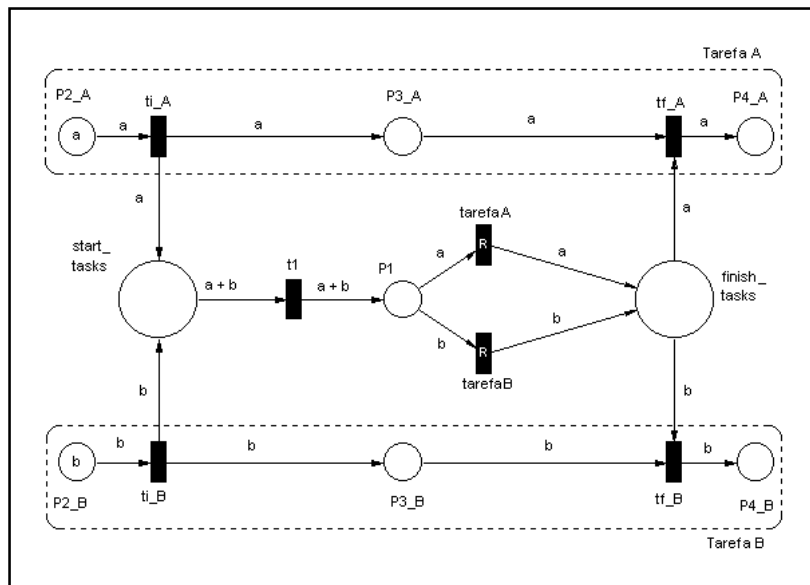 Tarefa A
P2_A
ti_A
P3_A
tf_A
P4_A
a
a
a
a
a
a
a
start_
tasks
a + b
t1
a + b
P1
a
tarefaA
R
a
finish_
tasks
b
R
b
tarefaB
b
b
b
b
b
b
b
P2_B
ti_B
P3_B
tf_B
P4_B
Tarefa B